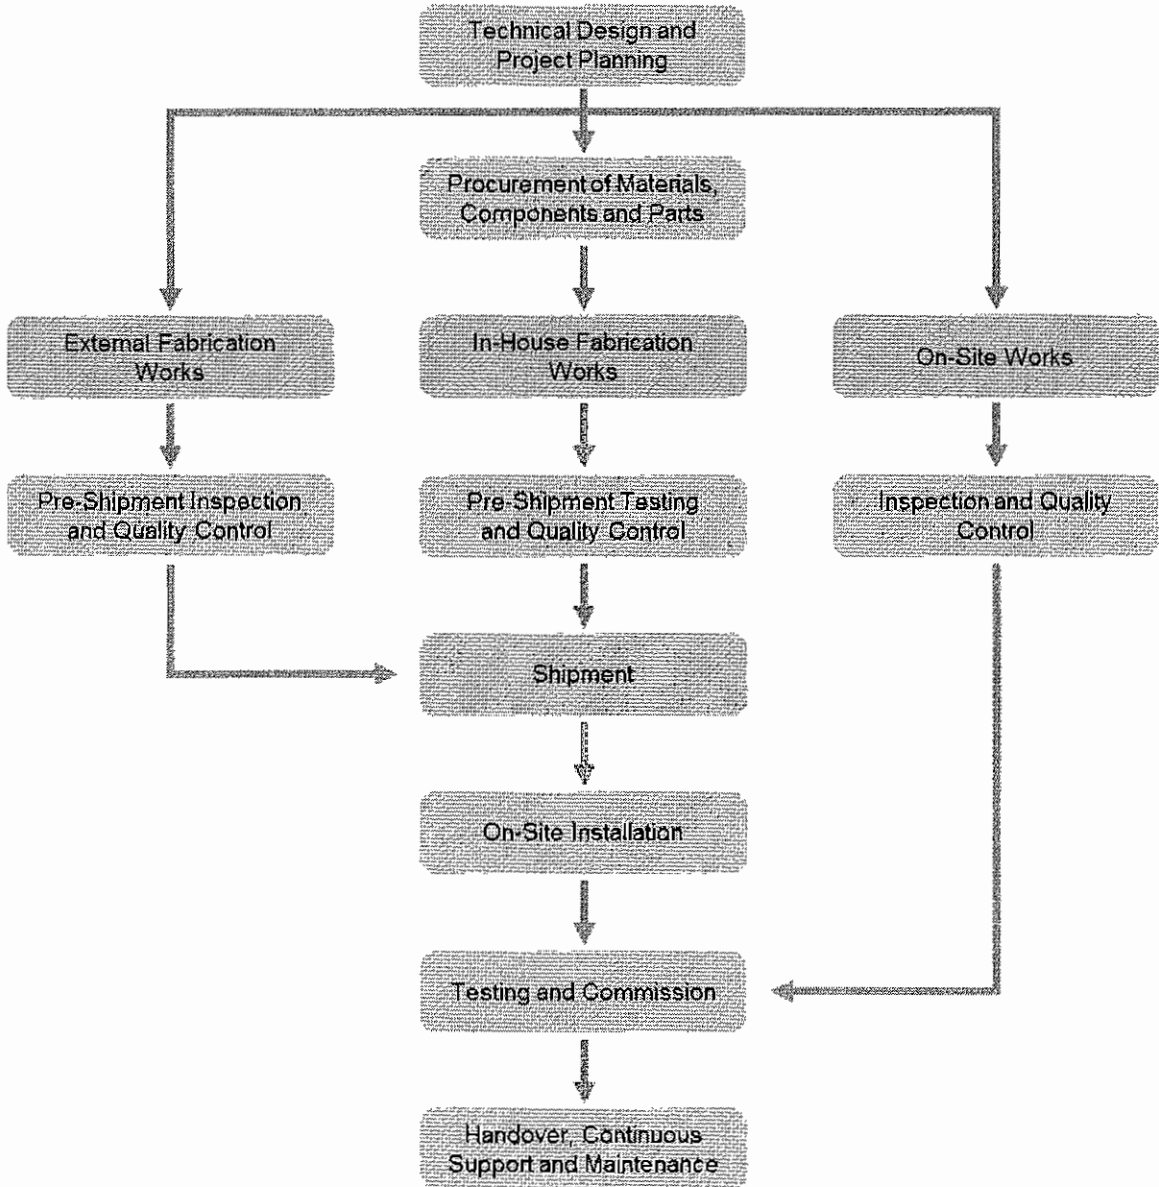 Technical Design and
Project Planning
Procurement of Materials,
Components and Parts
External Fabrication
Works
In-House Fabrication
Works
On-Site Works
Pre-Shipment Inspection
and Quality Control
Pre-Shipment Testing
and Quality Control
Inspection and Quality
Control
Shipment
On-Site Installation
Testing and Commission
Handover, Continuous
Support and Maintenance